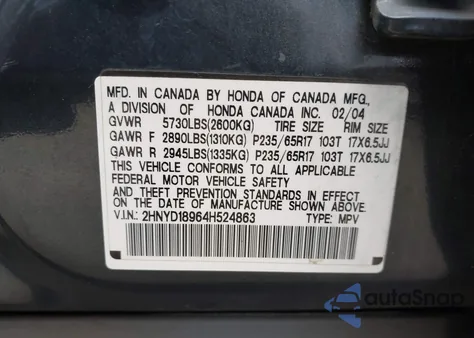 MFD. IN CANADA BY HONDA OF CANADA MFG.,
A DIVISION OF HONDA CANADA INC. 02/04
GVWR 5730LBS(2600KG) TIRE SIZE RIM SIZE
GAWR F 2890LBS(1310KG) P235/65R17 103T 17X6.5JJ
GAWR R 2945LBS(1335KG) P235/65R17 103T 17X6.5JJ
THIS VEHICLE CONFORMS TO ALL APPLICABLE
FEDERAL MOTOR VEHICLE SAFETY
AND THEFT PREVENTION STANDARDS IN EFFECT ON
THE DATE OF MANUFACTURE SHOWN ABOVE.
V.I.N.: 2HNYD18964H524863 TYPE: MPV
autoSnap